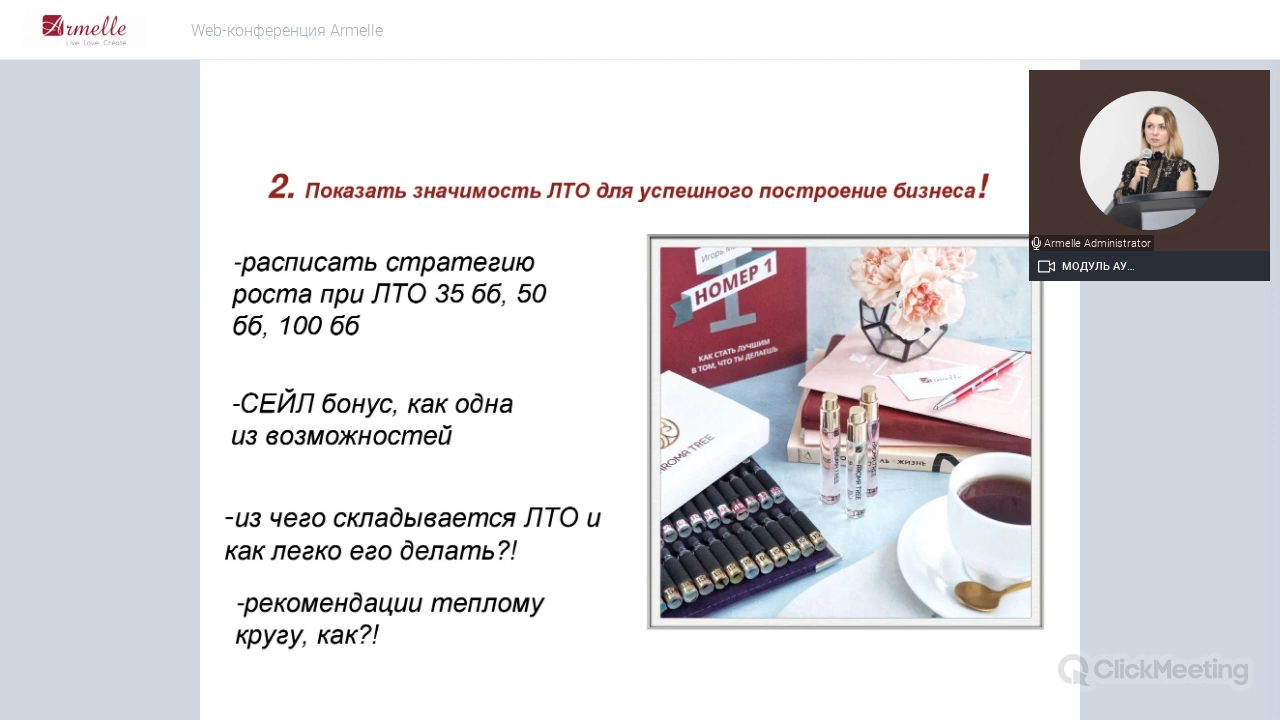 Armelle
Live Love Create
Web-конференция Armelle
2. Показать значимость ЛТО для успешного построение бизнеса!
-расписать стратегию
роста при ЛТО 35 бб, 50
бб, 100 бб
-СЕЙЛ бонус, как одна
из возможностей
-из чего складывается ЛТО и
как легко его делать?!
-рекомендации теплому
кругу, как?!
Игорь
НОМЕР 1
1
КАК СТАТЬ ЛУЧШИМ
В ТОМ, ЧТО ТЫ ДЕЛАЕШЬ
AROMA TREE
ЖИЗНЬ
Armelle Administrator
МОДУЛЬ АУ...
ClickMeeting